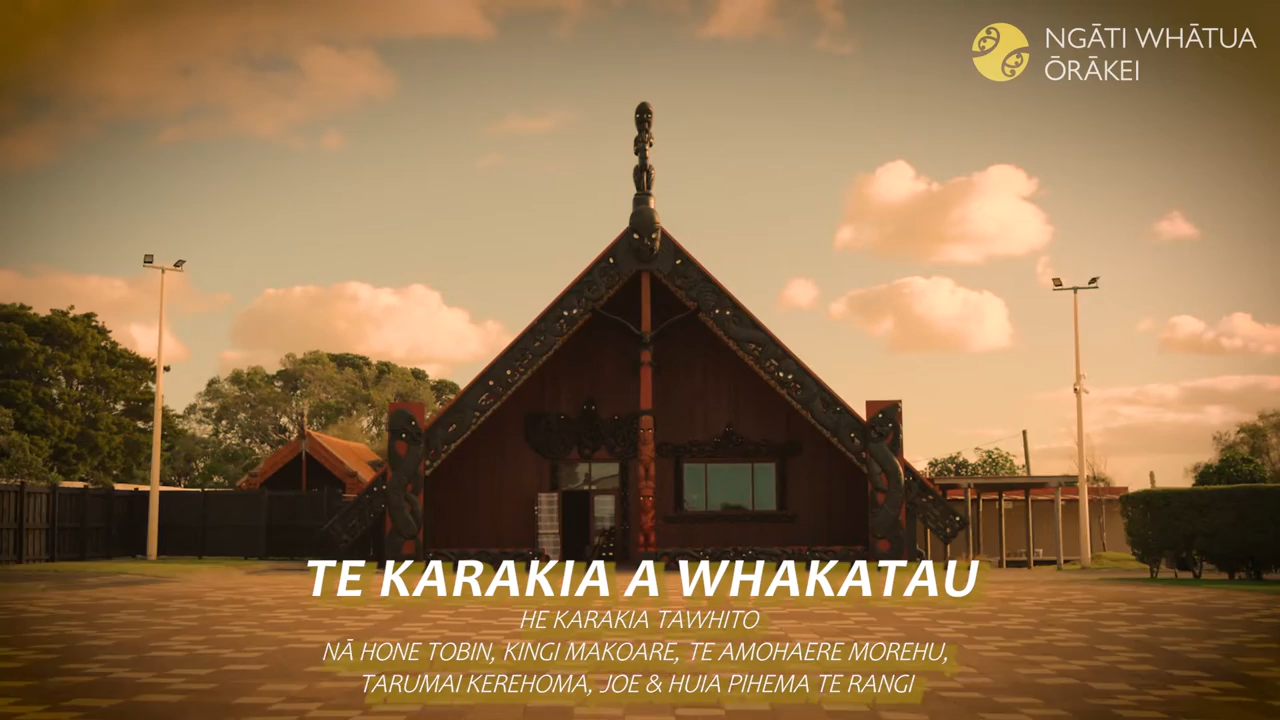 NGĀTI WHĀTUA
ŌRĀKEI
TE KARAKIA A WHAKATAU
HE KARAKIA TAWHITO
NĀ HONE TOBIN, KINGI MAKOARE, TE AMOHAERE MOREHU,
TARUMAI KEREHOMA, JOE & HUIA PIHEMA TE RANGI